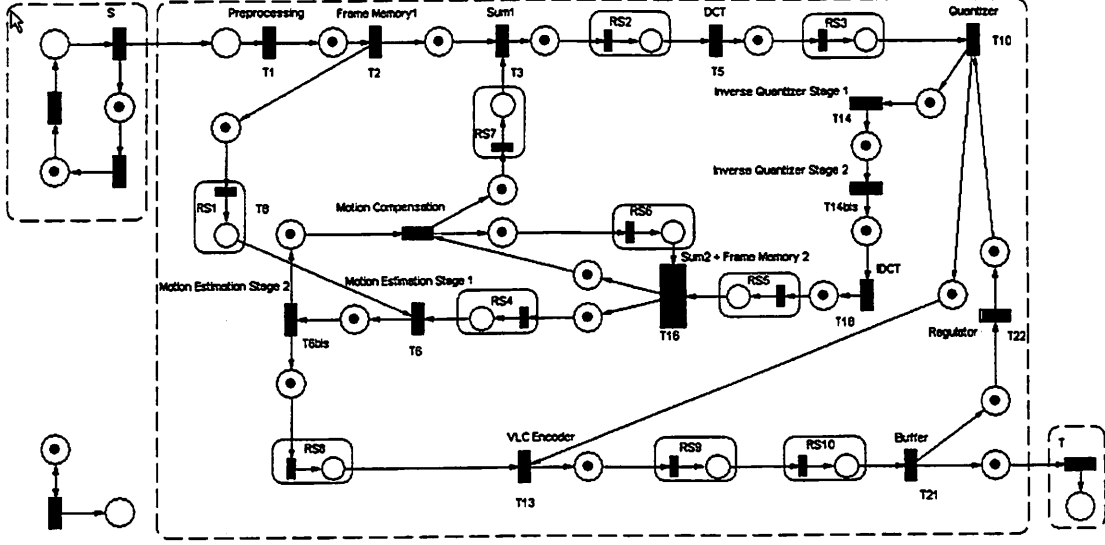 S
Preprocessing
Frame Memory1
Sum1
RS2
DCT
RS3
Quantizer
T1
T2
T3
T5
T10
Inverse Quantizer Stage 1
T14
RS7
Inverse Quantizer Stage 2
T14bis
RS1
T8
Motion Compensation
RS6
Sum2 + Frame Memory 2
IDCT
Motion Estimation Stage 2
Motion Estimation Stage 1
RS4
RS5
T6bis
T6
T16
T18
Regulator
T22
RS8
VLC Encoder
RS9
RS10
Buffer
T
T13
T21